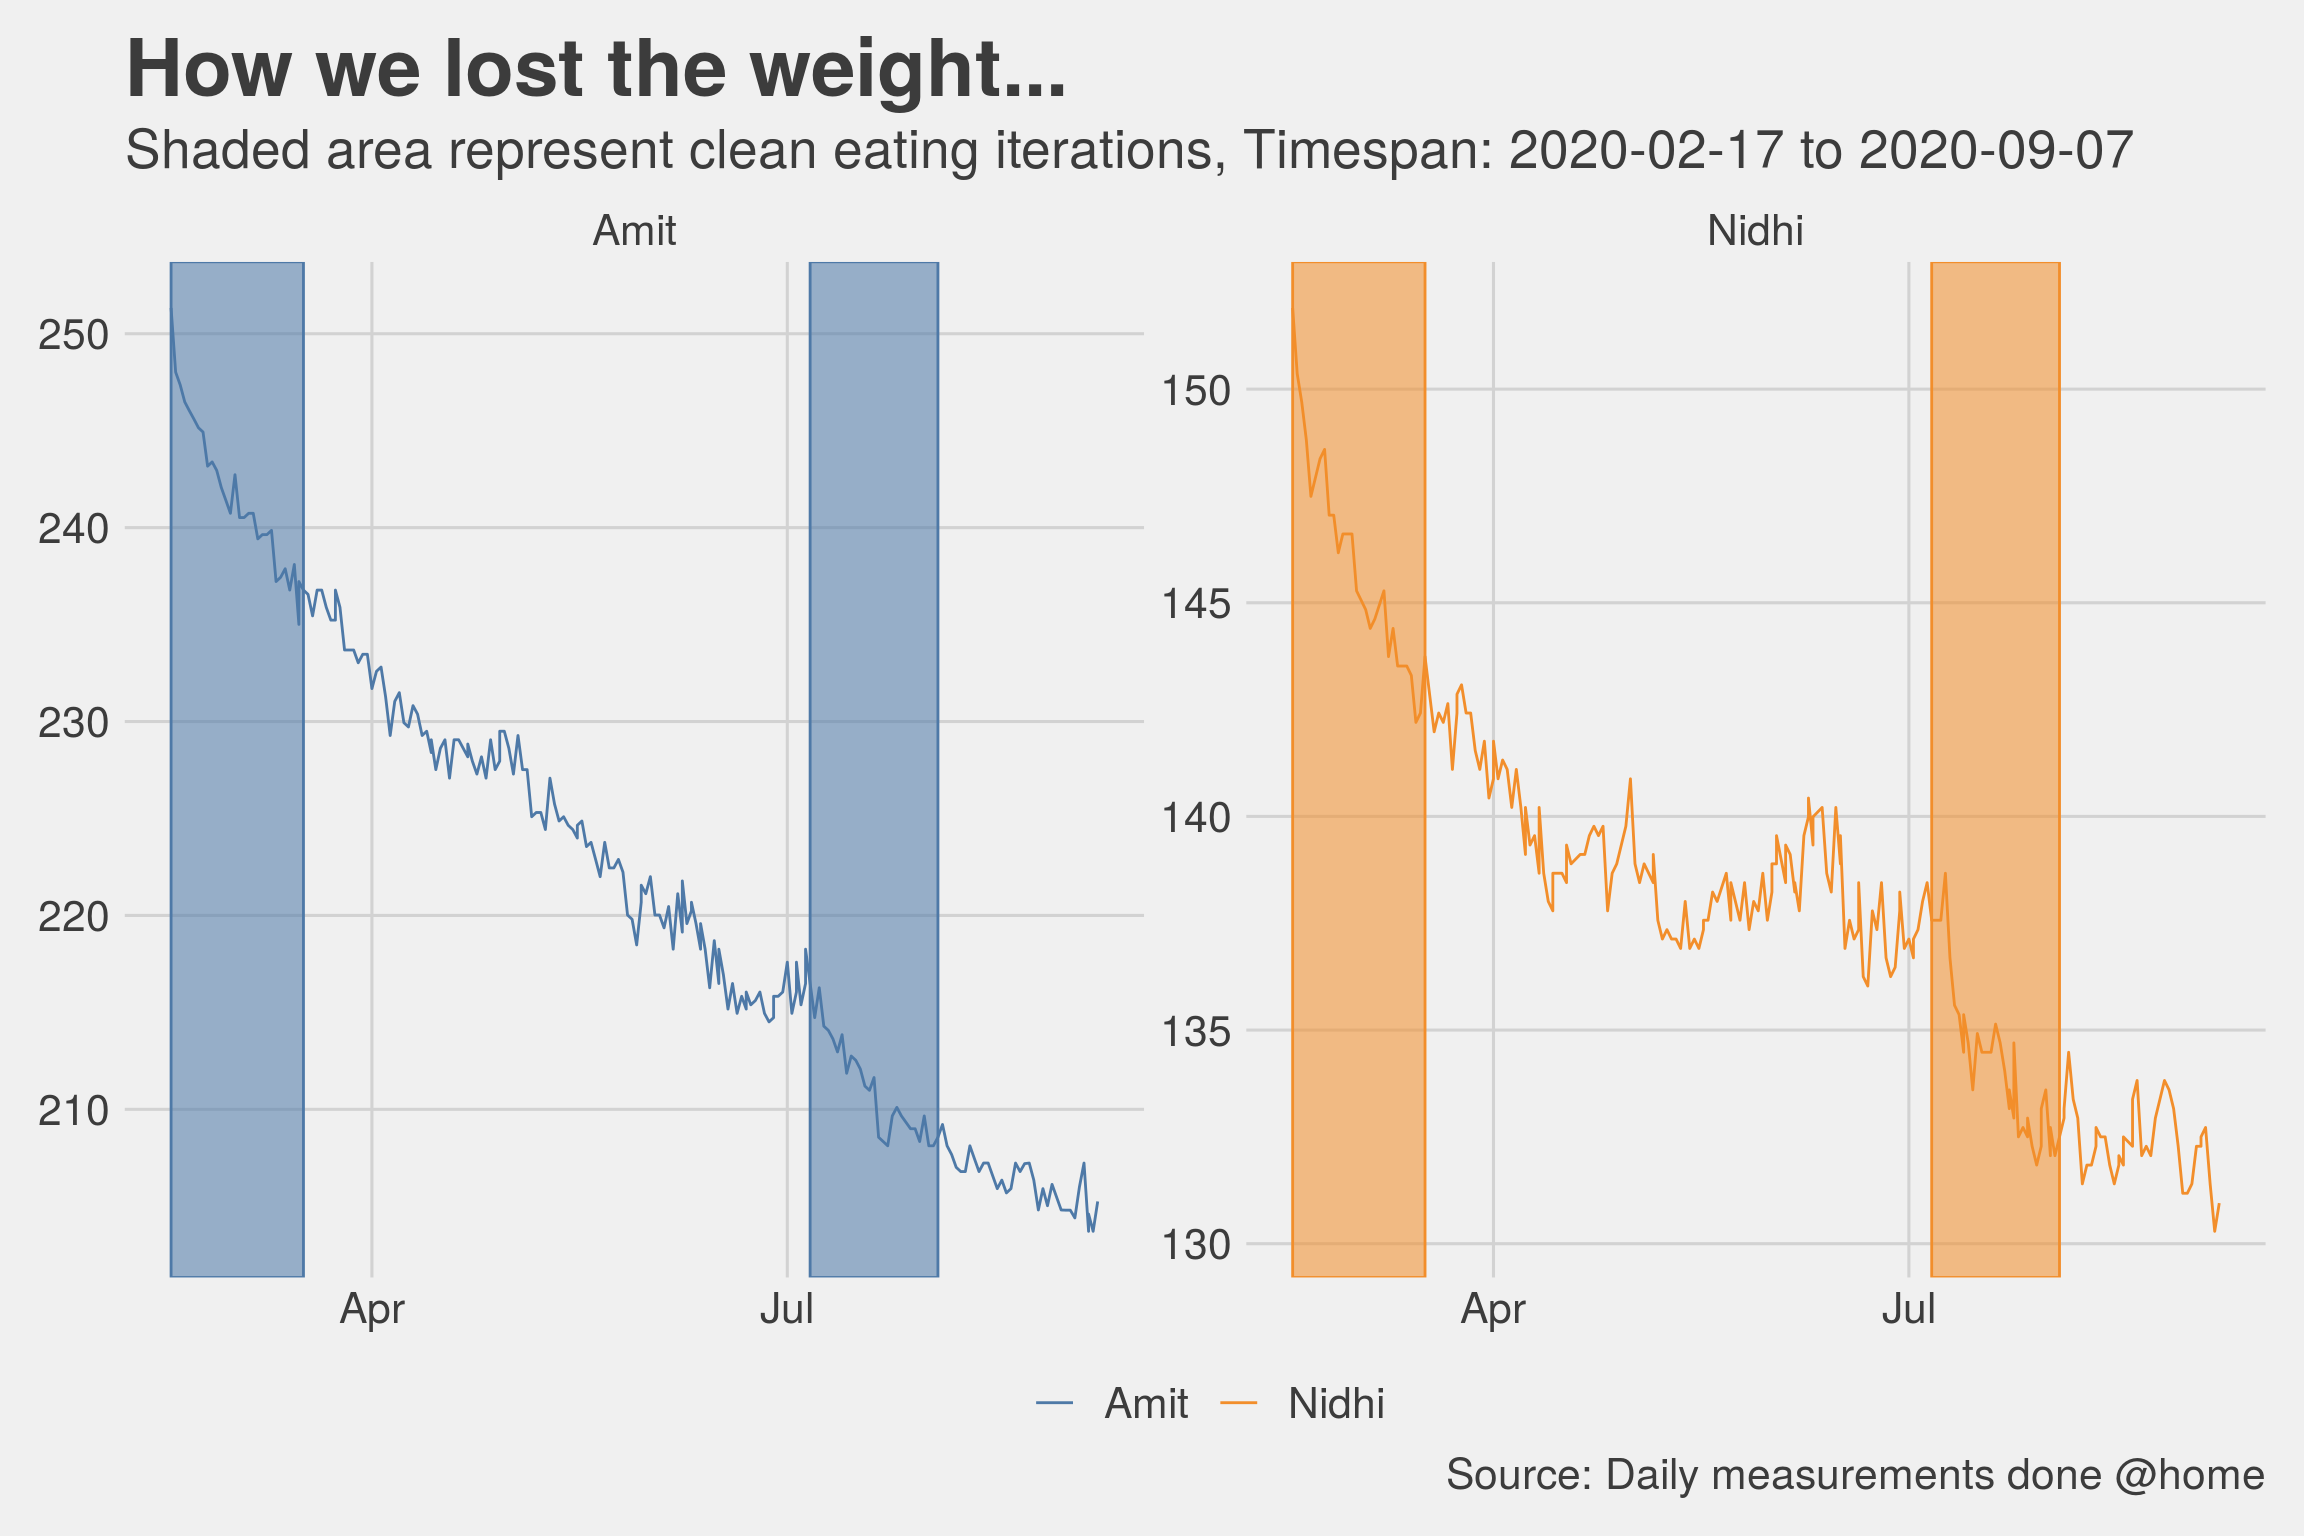 How we lost the weight...
Shaded area represent clean eating iterations, Timespan: 2020-02-17 to 2020-09-07
Amit
Nidhi
250
240
230
220
210
150
145
140
135
130
Apr
Jul
Apr
Jul
Amit
Nidhi
Source: Daily measurements done @home